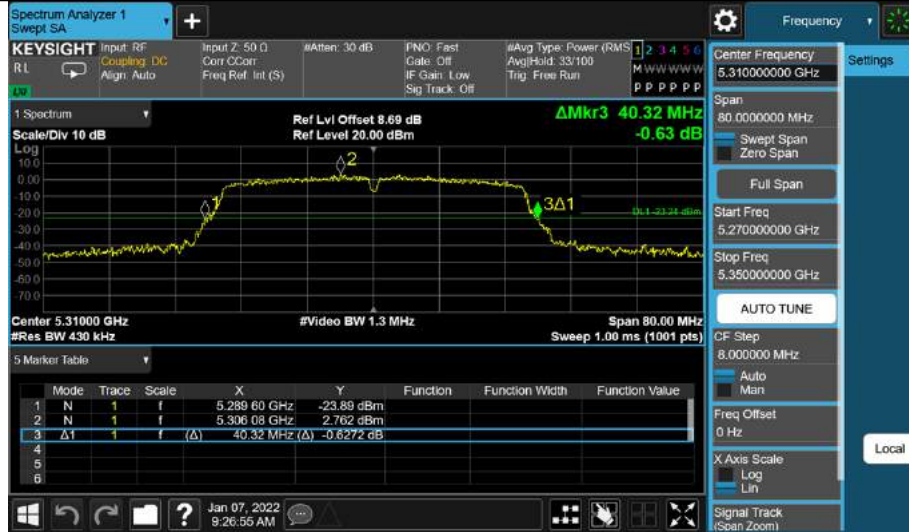 Spectrum Analyzer 1
Swept SA
+
Frequency
KEYSIGHT
RL
Input: RF
Coupling: DC
Align: Auto
Input Z: 50 Ω
Corr CCorr
Freq Ref: Int (S)
#Atten: 30 dB
PNO: Fast
Gate: Off
IF Gain: Low
Sig Track: Off
#Avg Type: Power (RMS
Avg|Hold: 33/100
Trig: Free Run
1 2 3 4 5 6
M W W W W W
P P P P P P
1 Spectrum
Scale/Div 10 dB
Log
Ref Lvl Offset 8.69 dB
Ref Level 20.00 dBm
ΔMkr3 40.32 MHz
-0.63 dB
10.0
0.00
-10.0
-20.0
-30.0
-40.0
-50.0
-60.0
-70.0
1
2
3Δ1
DL1 -23.24 dBm
Center 5.31000 GHz
#Res BW 430 kHz
#Video BW 1.3 MHz
Span 80.00 MHz
Sweep 1.00 ms (1001 pts)
5 Marker Table
Mode Trace Scale X Y Function Function Width Function Value
1 N 1 f 5.289 60 GHz -23.89 dBm
2 N 1 f 5.306 08 GHz 2.762 dBm
3 Δ1 1 f (Δ) 40.32 MHz (Δ) -0.6272 dB
4
5
6
?
Jan 07, 2022
9:26:55 AM
Center Frequency
5.310000000 GHz
Span
80.0000000 MHz
Swept Span
Zero Span
Full Span
Start Freq
5.270000000 GHz
Stop Freq
5.350000000 GHz
AUTO TUNE
CF Step
8.000000 MHz
Auto
Man
Freq Offset
0 Hz
X Axis Scale
Log
Lin
Signal Track
(Span Zoom)
Settings
Local